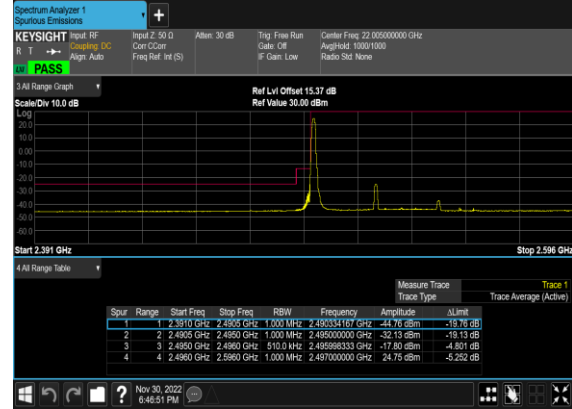 Spectrum Analyzer 1
Spurious Emissions
+
KEYSIGHT Input: RF Input Z: 50 Ω Atten: 30 dB Trig: Free Run Center Freq: 22.005000000 GHz
R T Coupling: DC Corr CCorr Gate: Off Avg|Hold: 1000/1000
Align: Auto Freq Ref: Int (S) IF Gain: Low Radio Std: None
PASS
3 All Range Graph Ref Lvl Offset 15.37 dB
Scale/Div 10.0 dB Ref Value 30.00 dBm
Log
20.0
10.0
0.00
-10.0
-20.0
-30.0
-40.0
-50.0
-60.0
Start 2.391 GHz Stop 2.596 GHz
4 All Range Table
Measure Trace Trace 1
Trace Type Trace Average (Active)
Spur Range Start Freq Stop Freq RBW Frequency Amplitude ΔLimit
1 1 2.3910 GHz 2.4905 GHz 1.000 MHz 2.490334167 GHz -44.76 dBm -19.76 dB
2 2 2.4905 GHz 2.4950 GHz 1.000 MHz 2.495000000 GHz -32.13 dBm -19.13 dB
3 3 2.4950 GHz 2.4960 GHz 510.0 kHz 2.495998333 GHz -17.80 dBm -4.801 dB
4 4 2.4960 GHz 2.5960 GHz 1.000 MHz 2.497000000 GHz 24.75 dBm -5.252 dB
? Nov 30, 2022
6:46:51 PM